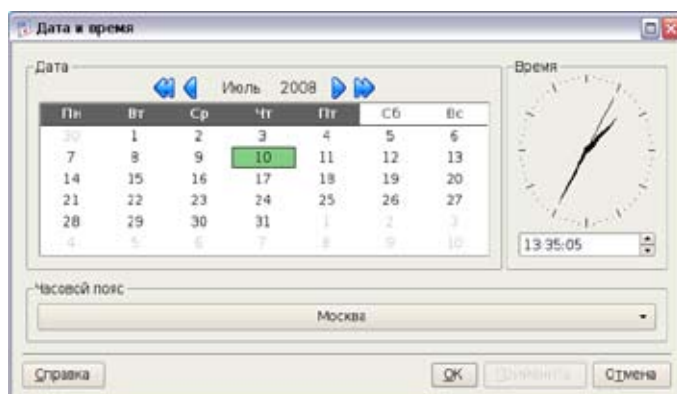 Дата и время
Дата
Время
Июль 2008
Пн Вт Ср Чт Пт Сб Вс
30 1 2 3 4 5 6
7 8 9 10 11 12 13
14 15 16 17 18 19 20
21 22 23 24 25 26 27
28 29 30 31 1 2 3
4 5 6 7 8 9 10
13:35:05
Часовой пояс
Москва
Справка
OK
Применить
Отмена